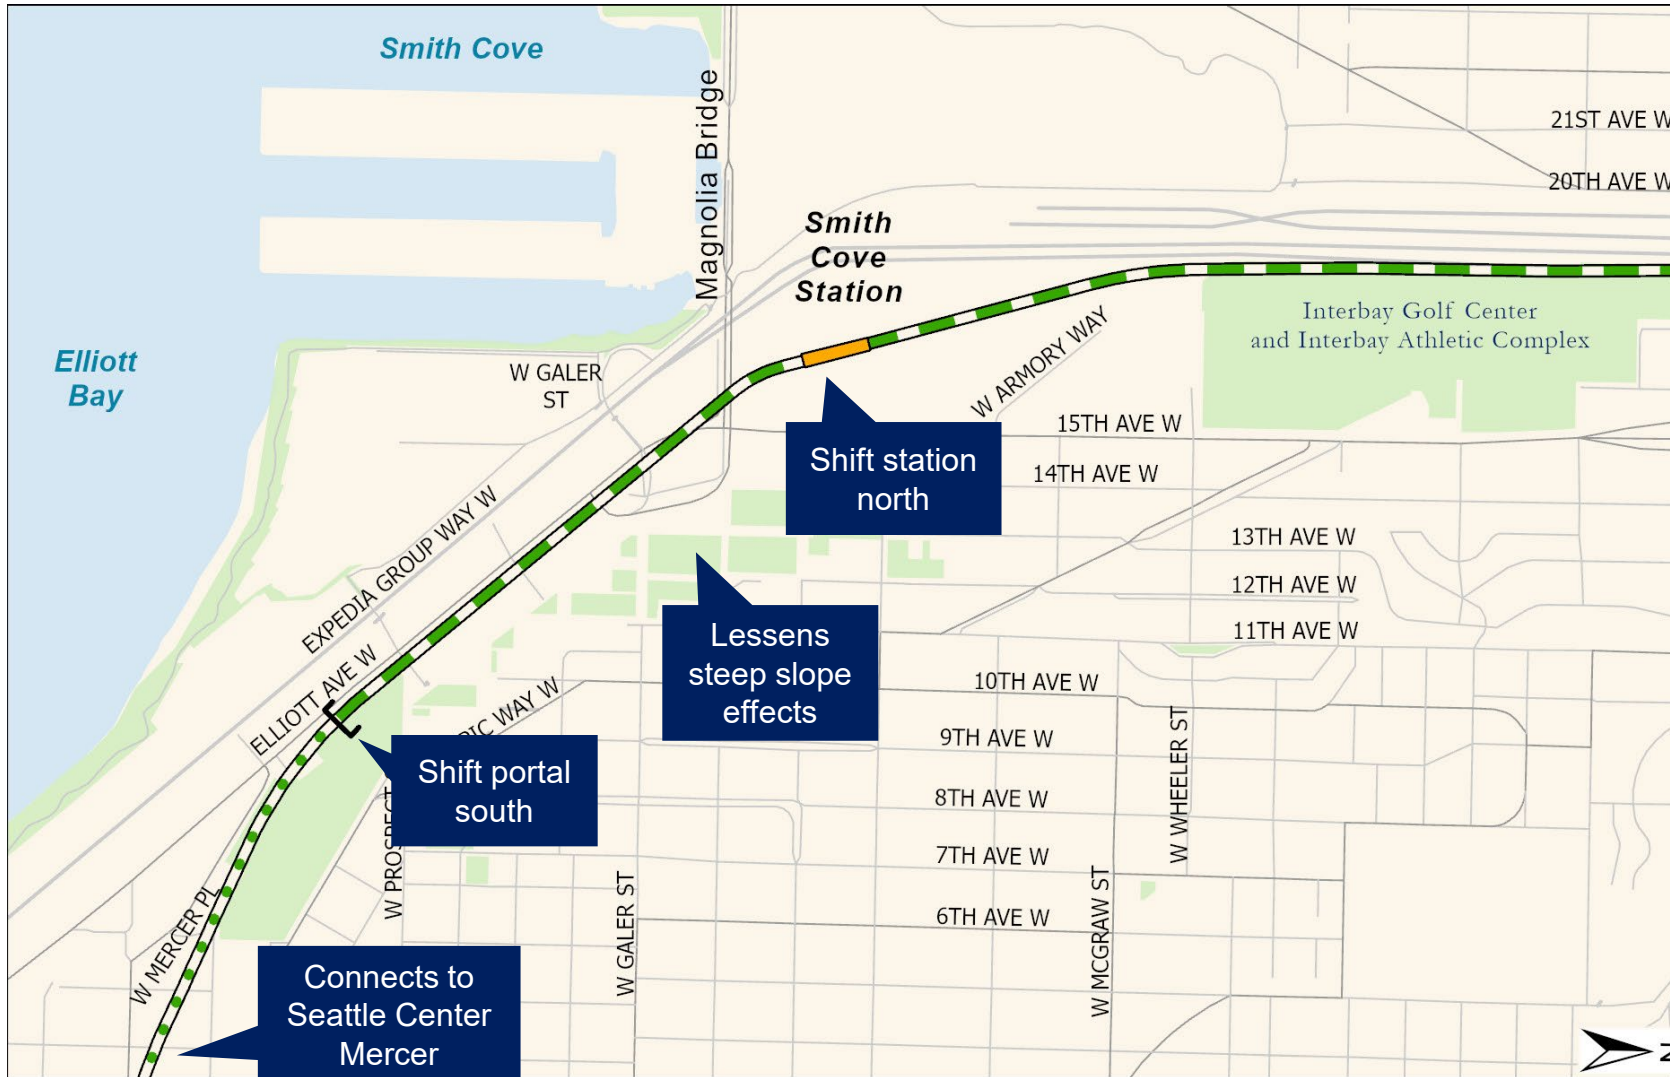 Smith Cove
Magnolia Bridge
21ST AVE W
20TH AVE W
Smith
Cove
Station
Elliott
Bay
W GALER
ST
Interbay Golf Center
and Interbay Athletic Complex
W ARMORY WAY
15TH AVE W
14TH AVE W
13TH AVE W
12TH AVE W
11TH AVE W
10TH AVE W
9TH AVE W
8TH AVE W
7TH AVE W
6TH AVE W
Shift station
north
Lessens
steep slope
effects
EXPEDIA GROUP WAY W
ELLIOTT AVE W
WAY W
Shift portal
south
W PROSPECT
W MERCER PL
W GALER ST
W MCGRAW ST
W WHEELER ST
Connects to
Seattle Center
Mercer